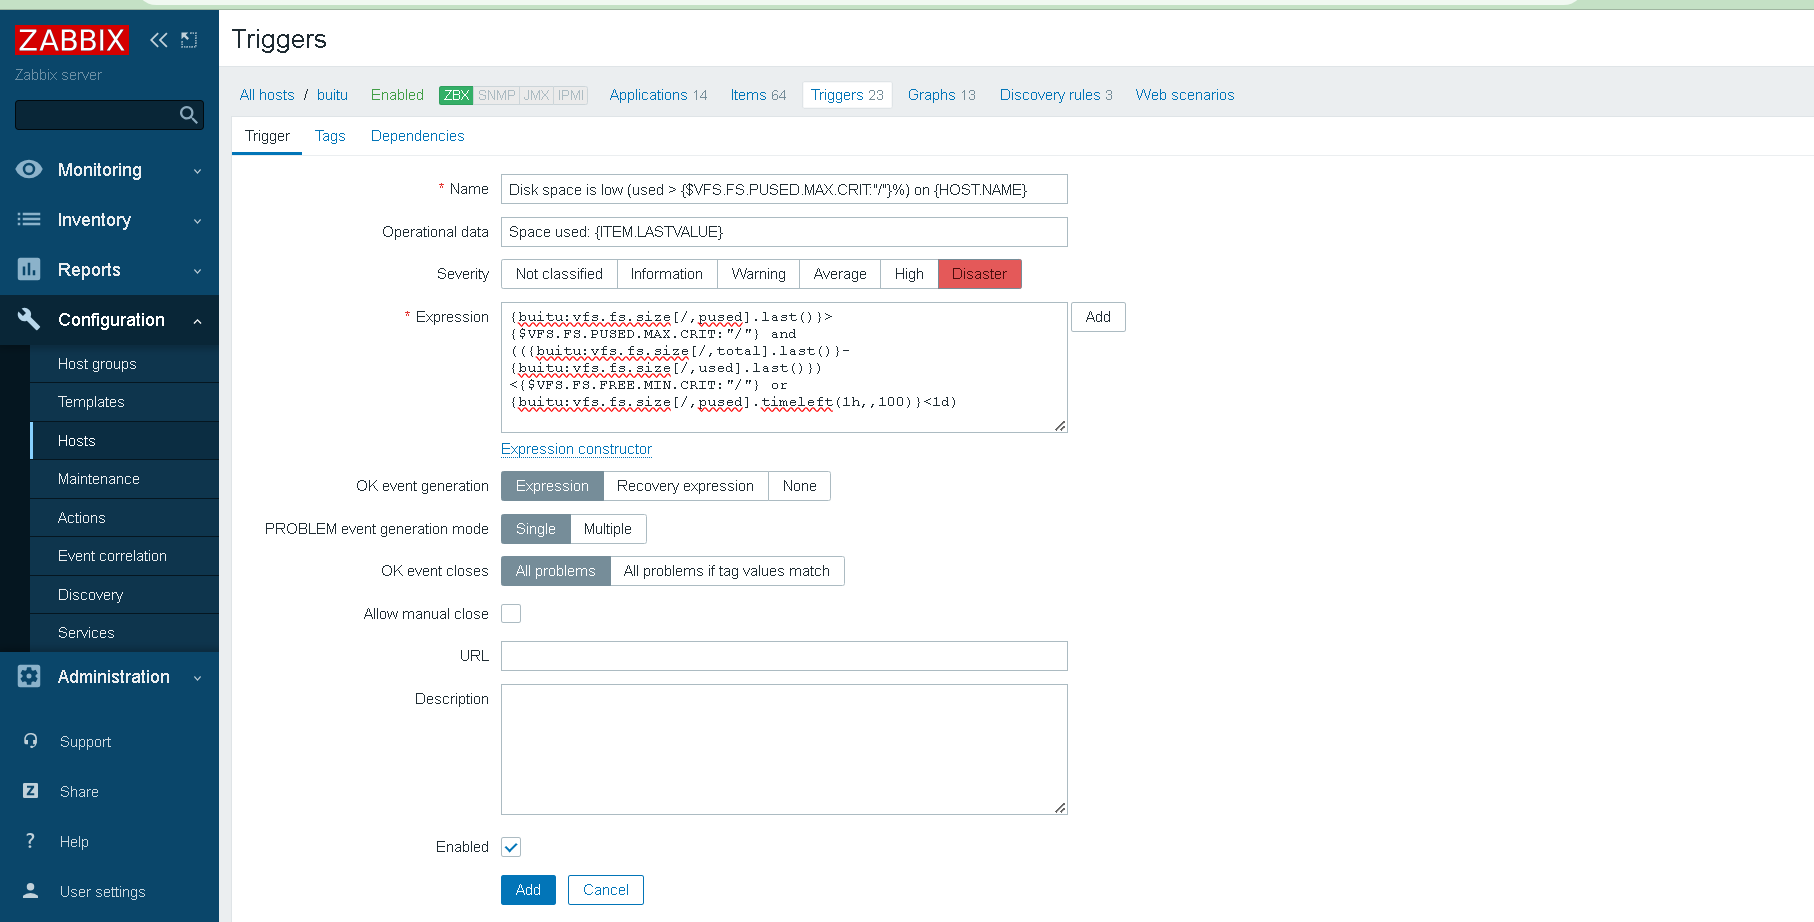 ZABBIX
Zabbix server
Monitoring
Inventory
Reports
Configuration
Host groups
Templates
Hosts
Maintenance
Actions
Event correlation
Discovery
Services
Administration
Support
Share
Help
User settings
Triggers
All hosts / buitu Enabled ZBX SNMP JMX IPMI Applications 14 Items 64 Triggers 23 Graphs 13 Discovery rules 3 Web scenarios
Trigger Tags Dependencies
* Name Disk space is low (used > {$VFS.FS.PUSED.MAX.CRIT:"/"}%) on {HOST.NAME}
Operational data Space used: {ITEM.LASTVALUE}
Severity Not classified Information Warning Average High Disaster
* Expression {buitu:vfs.fs.size[/,pused].last()}> Add
{$VFS.FS.PUSED.MAX.CRIT:"/"} and
(({buitu:vfs.fs.size[/,total].last()}-
{buitu:vfs.fs.size[/,used].last()})
<{$VFS.FS.FREE.MIN.CRIT:"/"} or
{buitu:vfs.fs.size[/,pused].timeleft(1h,,100)}<1d)
Expression constructor
OK event generation Expression Recovery expression None
PROBLEM event generation mode Single Multiple
OK event closes All problems All problems if tag values match
Allow manual close
URL
Description
Enabled
Add Cancel